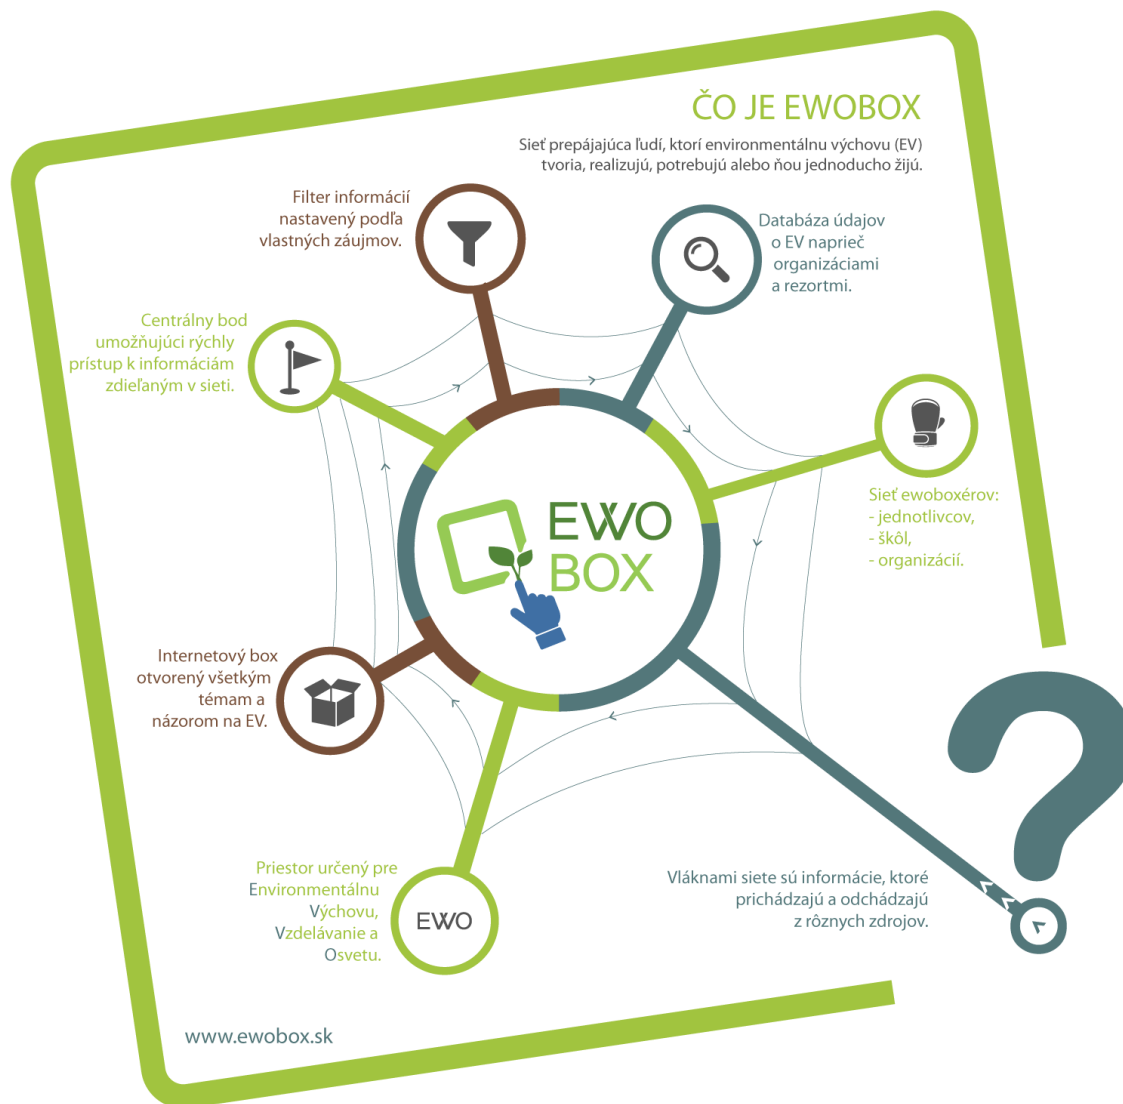 ČO JE EWOBOX
Sieť prepájajúca ľudí, ktorí environmentálnu výchovu (EV)
tvoria, realizujú, potrebujú alebo ňou jednoducho žijú.
Filter informácií
nastavený podľa
vlastných záujmov.
Databáza údajov
o EV naprieč
organizáciami
a rezortmi.
Centrálny bod
umožňujúci rýchly
prístup k informáciám
zdieľaným v sieti.
Sieť ewoboxérov:
- jednotlivcov,
- škôl,
- organizácií.
EWO
BOX
Internetový box
otvorený všetkým
témam a
názorom na EV.
Priestor určený pre
Environmentálnu
Výchovu,
Vzdelávanie a
Osvetu.
EWO
Vláknami siete sú informácie, ktoré
prichádzajú a odchádzajú
z rôznych zdrojov.
?
www.ewobox.sk